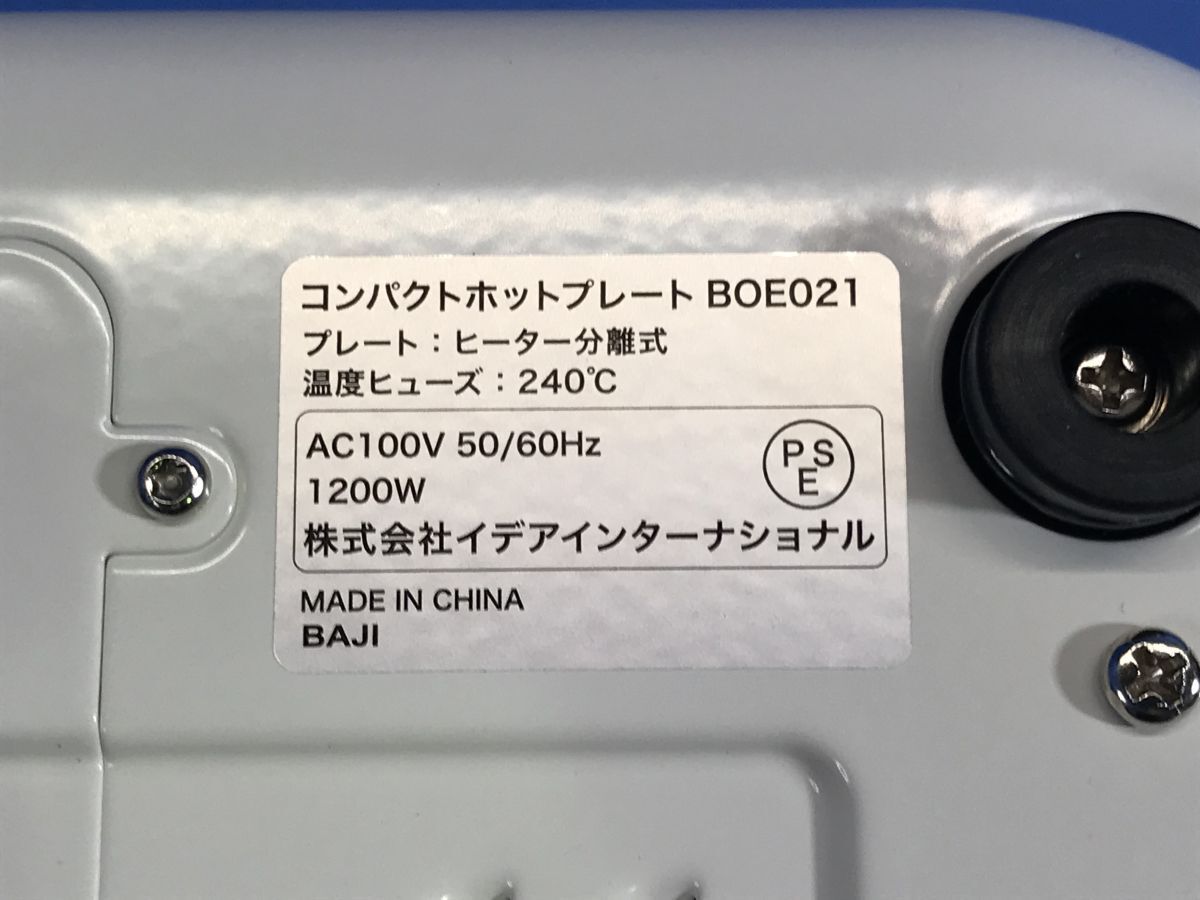 コンパクトホットプレート BOE021
プレート：ヒーター分離式
温度ヒューズ：240℃
AC100V 50/60Hz
PSE
1200W
株式会社イデアインターナショナル
MADE IN CHINA
BAJI